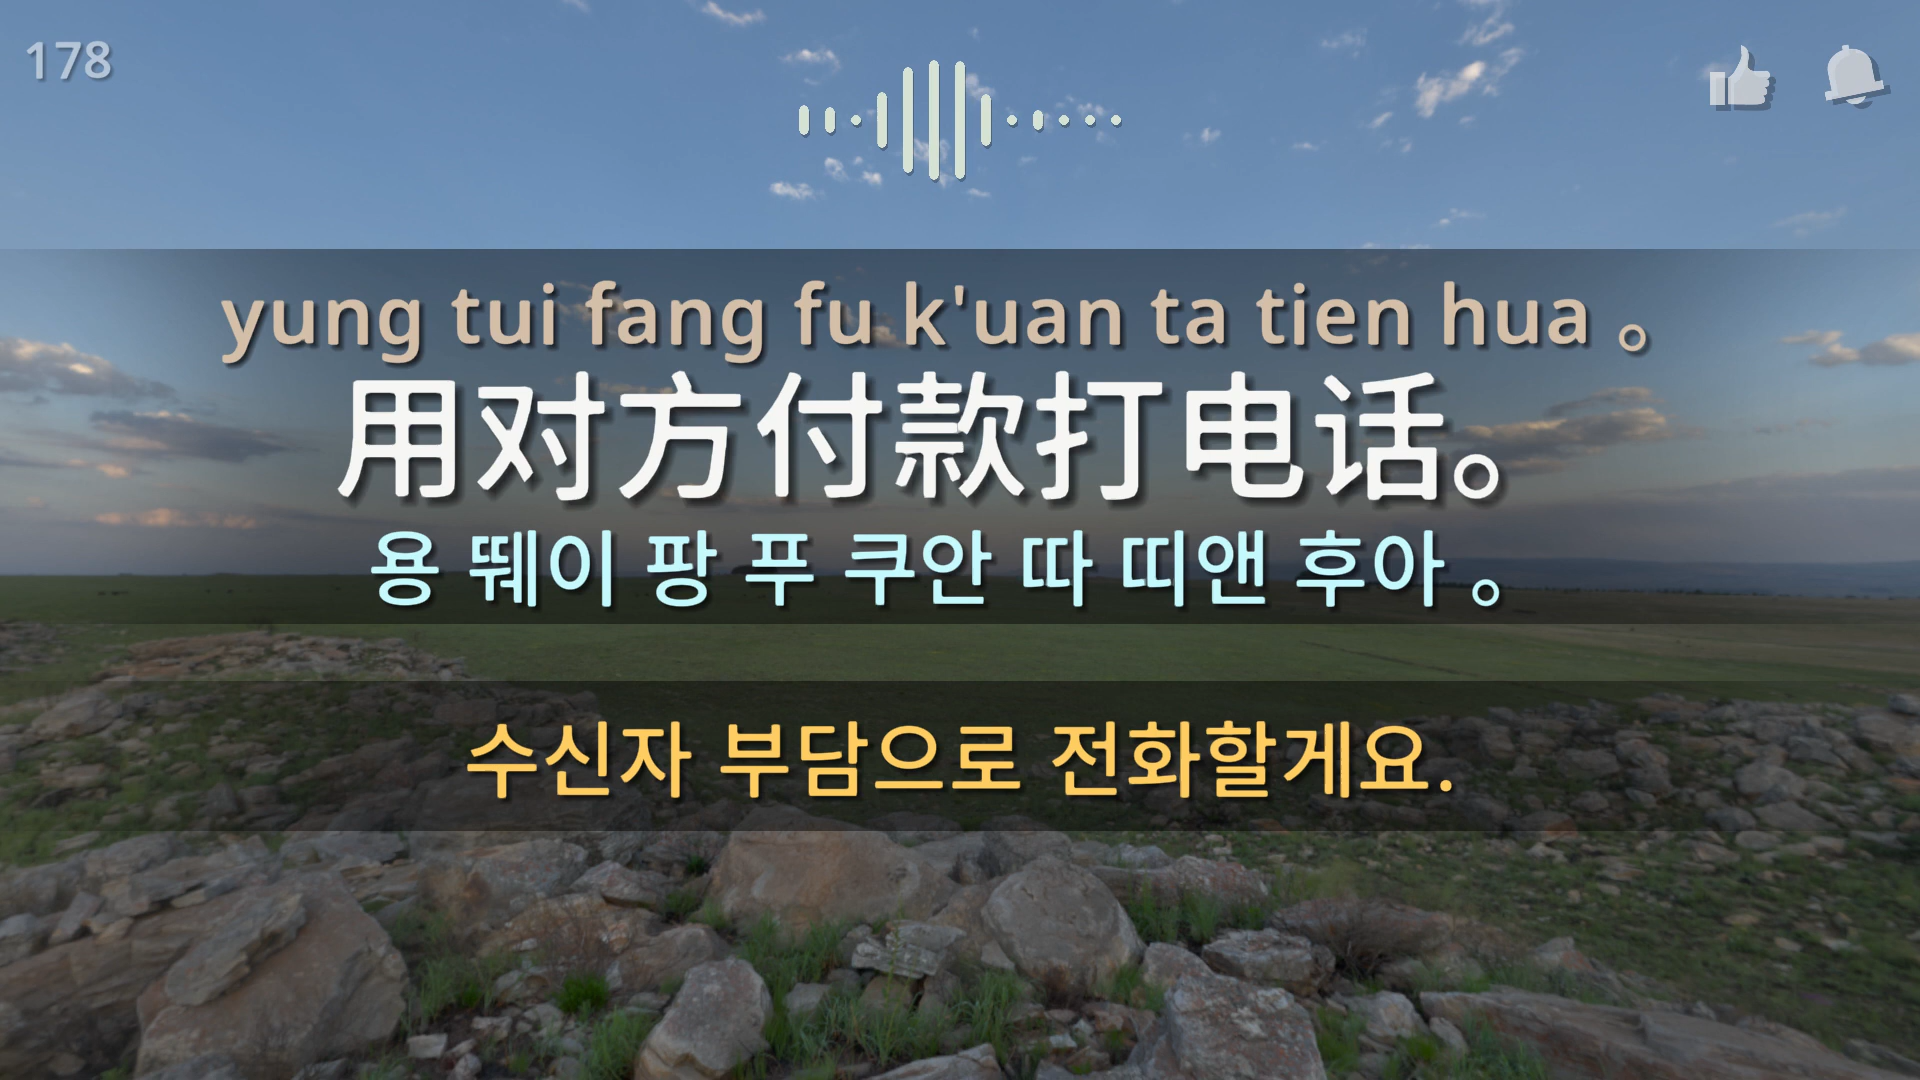 178
yung tui fang fu k'uan ta tien hua 。
用对方付款打电话。
용 뛔이 팡 푸 쿠안 따 띠앤 후아 。
수신자 부담으로 전화할게요.